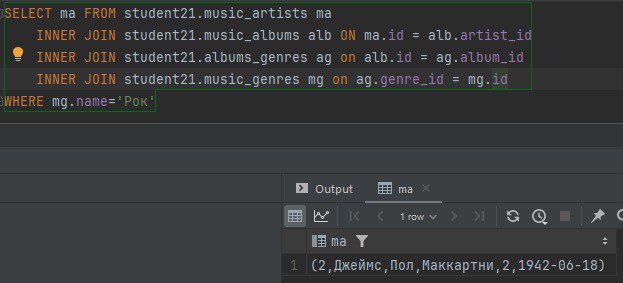 SELECT ma FROM student21.music_artists ma
INNER JOIN student21.music_albums alb ON ma.id = alb.artist_id
INNER JOIN student21.albums_genres ag on alb.id = ag.album_id
INNER JOIN student21.music_genres mg on ag.genre_id = mg.id
WHERE mg.name='Рок'
Output ma
1 row
ma
1 (2,Джеймс,Пол,Маккартни,2,1942-06-18)